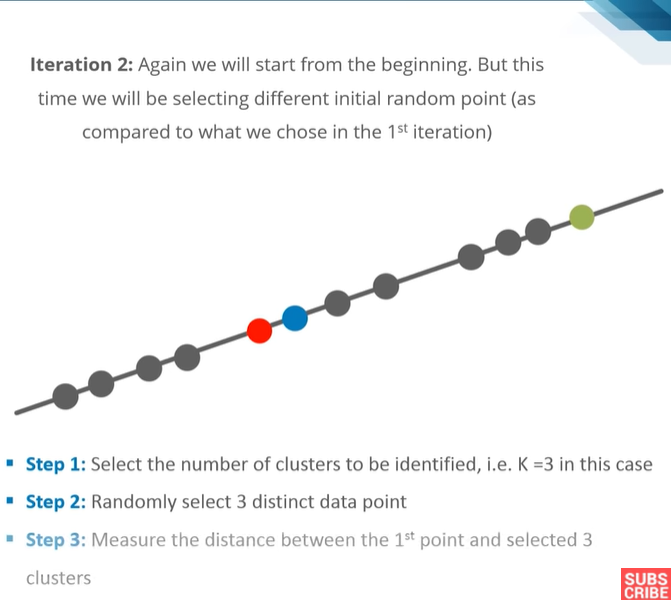 Iteration 2: Again we will start from the beginning. But this
time we will be selecting different initial random point (as
compared to what we chose in the 1st iteration)
Step 1: Select the number of clusters to be identified, i.e. K =3 in this case
Step 2: Randomly select 3 distinct data point
Step 3: Measure the distance between the 1st point and selected 3
clusters
SUBS
CRIBE